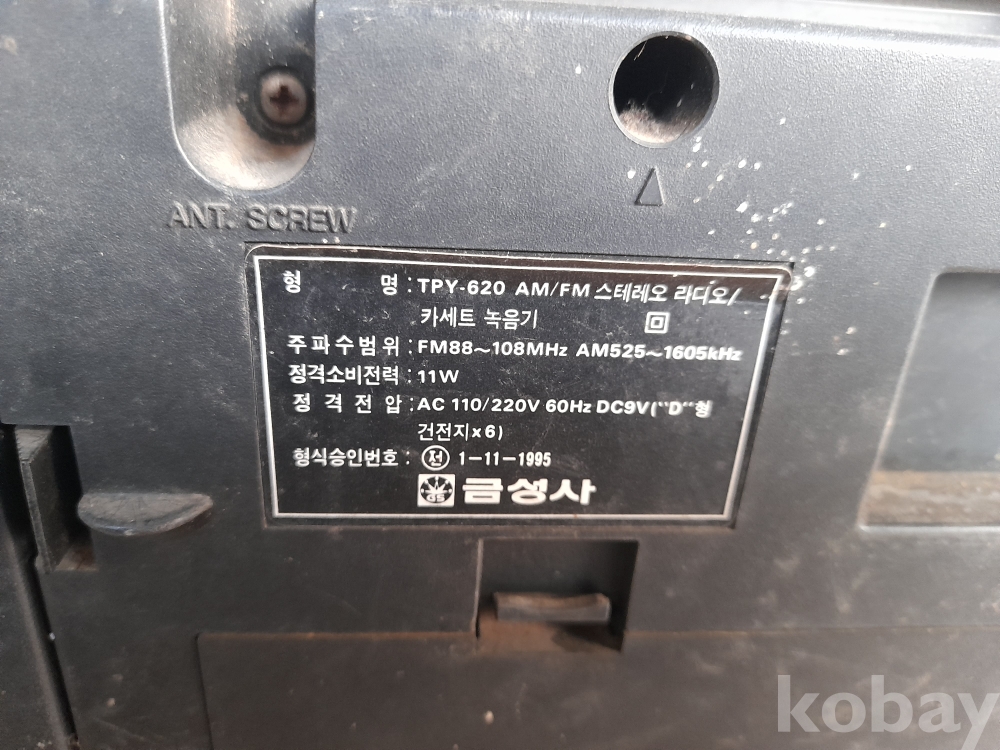 ANT. SCREW
형 명 : TPY-620 AM/FM 스테레오 라디오/
카세트 녹음기
주파수범위 : FM88~108MHz AM525~1605kHz
정격소비전력 : 11W
정 격 전 압 : AC 110/220V 60Hz DC9V("D"형
건전지x6)
형식승인번호 : 전 1-11-1995
GS 금성사
kobay